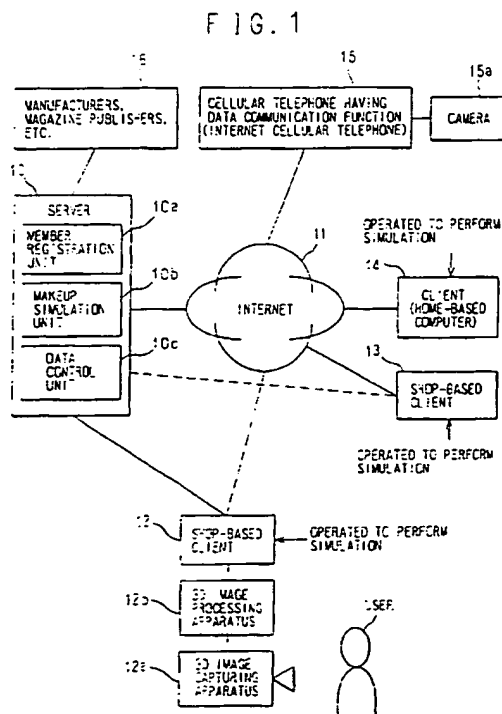 FIG.1
16
MANUFACTURERS,
MAGAZINE PUBLISHERS,
ETC.
15
CELLULAR TELEPHONE HAVING
DATA COMMUNICATION FUNCTION
(INTERNET CELLULAR TELEPHONE)
15a
CAMERA
10
SERVER
10a
MEMBER
REGISTRATION
UNIT
10b
MAKEUP
SIMULATION
UNIT
10c
DATA
CONTROL
UNIT
11
INTERNET
OPERATED TO PERFORM
SIMULATION
14
CLIENT
(HOME-BASED
COMPUTER)
13
SHOP-BASED
CLIENT
OPERATED TO PERFORM
SIMULATION
12
SHOP-BASED
CLIENT
OPERATED TO PERFORM
SIMULATION
12b
3D IMAGE
PROCESSING
APPARATUS
12a
3D IMAGE
CAPTURING
APPARATUS
USER